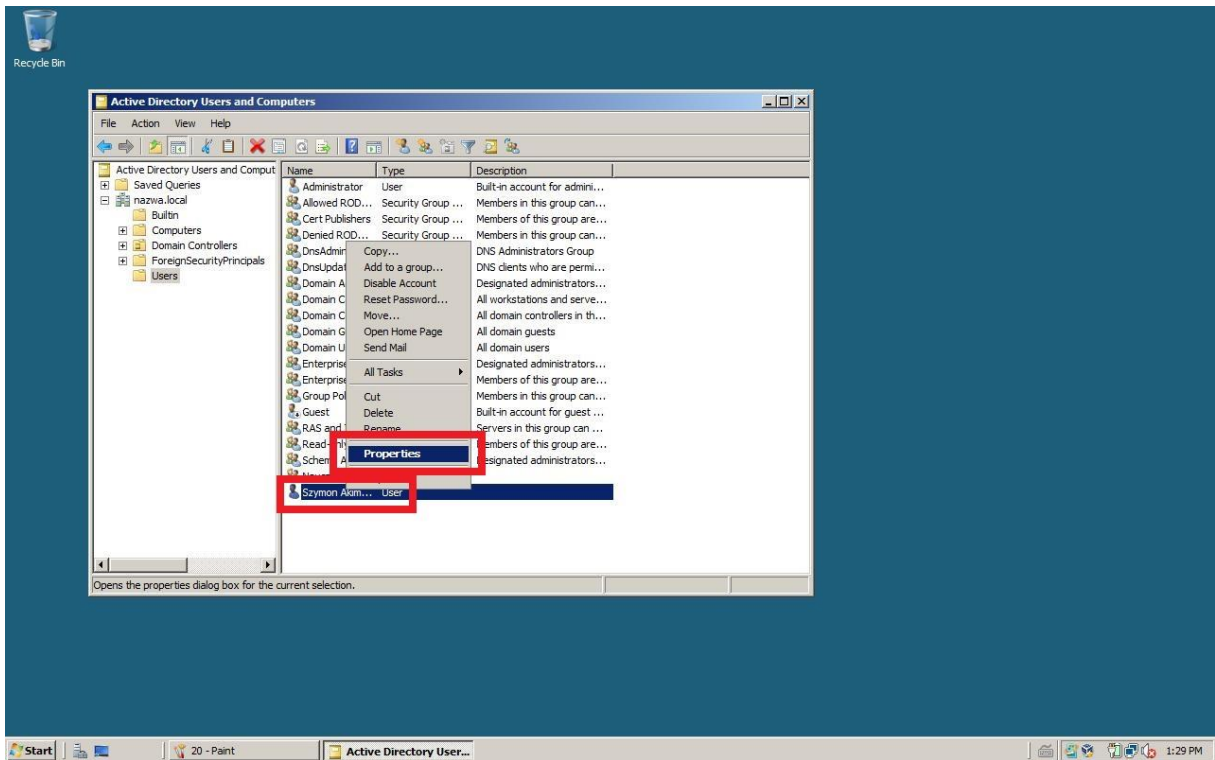 Recycle Bin
Active Directory Users and Computers
File Action View Help
Active Directory Users and Comput
Saved Queries
nazwa.local
Builtin
Computers
Domain Controllers
ForeignSecurityPrincipals
Users
Name Type Description
Administrator User Built-in account for admini...
Allowed ROD... Security Group ... Members in this group can...
Cert Publishers Security Group ... Members of this group are...
Denied ROD... Security Group ... Members in this group can...
DnsAdmin DNS Administrators Group
DnsUpdat DNS clients who are permi...
Domain A Designated administrators...
Domain C All workstations and serve...
Domain C All domain controllers in th...
Domain G All domain guests
Domain U All domain users
Enterprise Designated administrators...
Enterprise Members of this group are...
Group Pol Members in this group can...
Guest Built-in account for guest ...
RAS and Servers in this group can ...
Read-only Members of this group are...
Schema A Designated administrators...
Szymon Akim... User
Copy...
Add to a group...
Disable Account
Reset Password...
Move...
Open Home Page
Send Mail
All Tasks
Cut
Delete
Rename
Properties
Opens the properties dialog box for the current selection.
Start
20 - Paint
Active Directory User...
1:29 PM